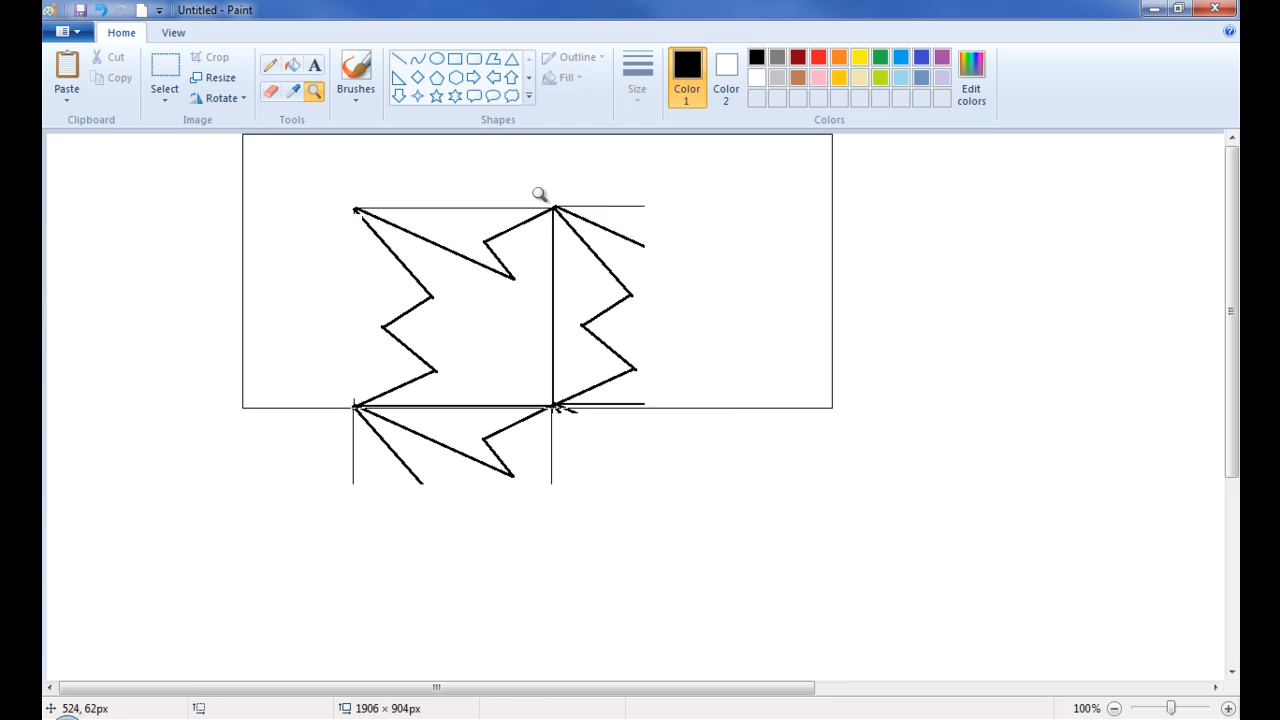 Untitled - Paint
Home View
Cut
Copy
Paste
Clipboard
Crop
Resize
Rotate
Select
Image
A
Tools
Brushes
Outline
Fill
Shapes
Size
Color 1
Color 2
Edit colors
Colors
524, 62px
1906 × 904px
100%